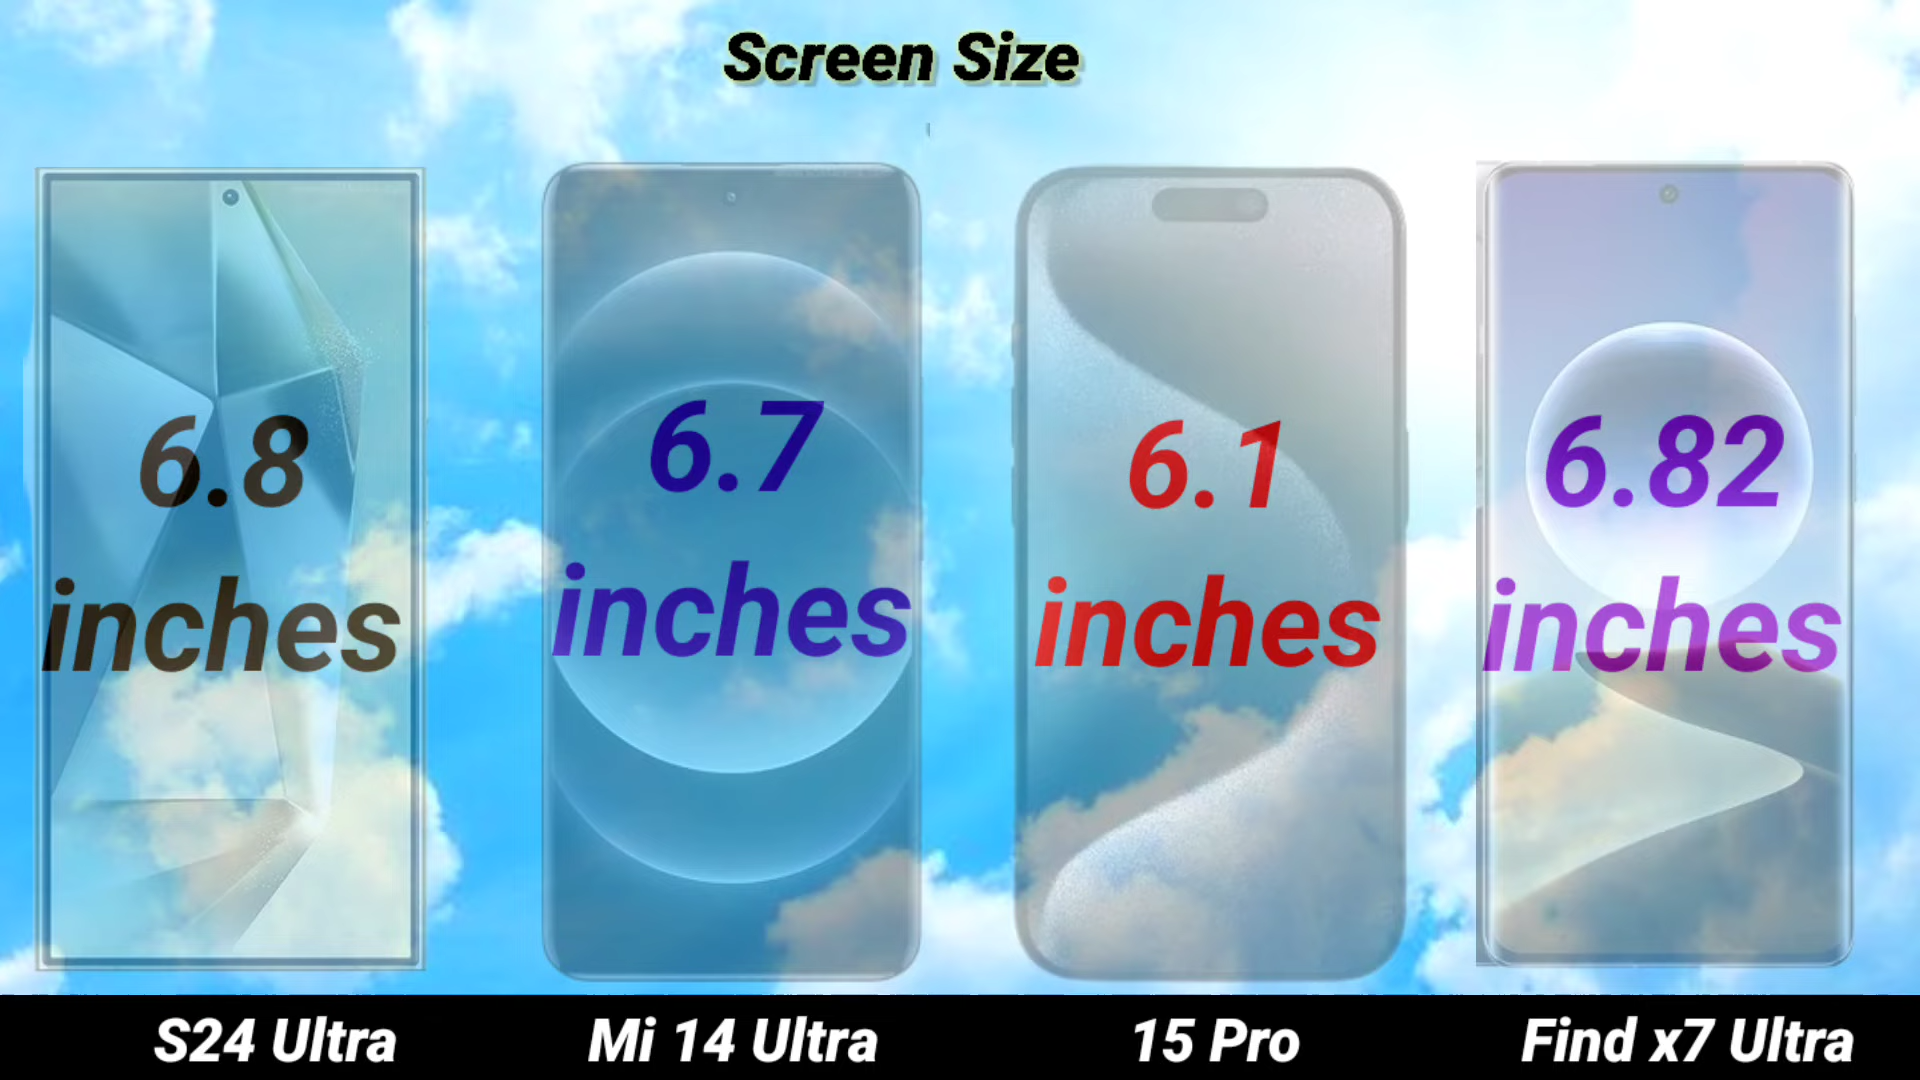 Screen Size
6.8
inches
6.7
inches
6.1
inches
6.82
inches
S24 Ultra
Mi 14 Ultra
15 Pro
Find x7 Ultra